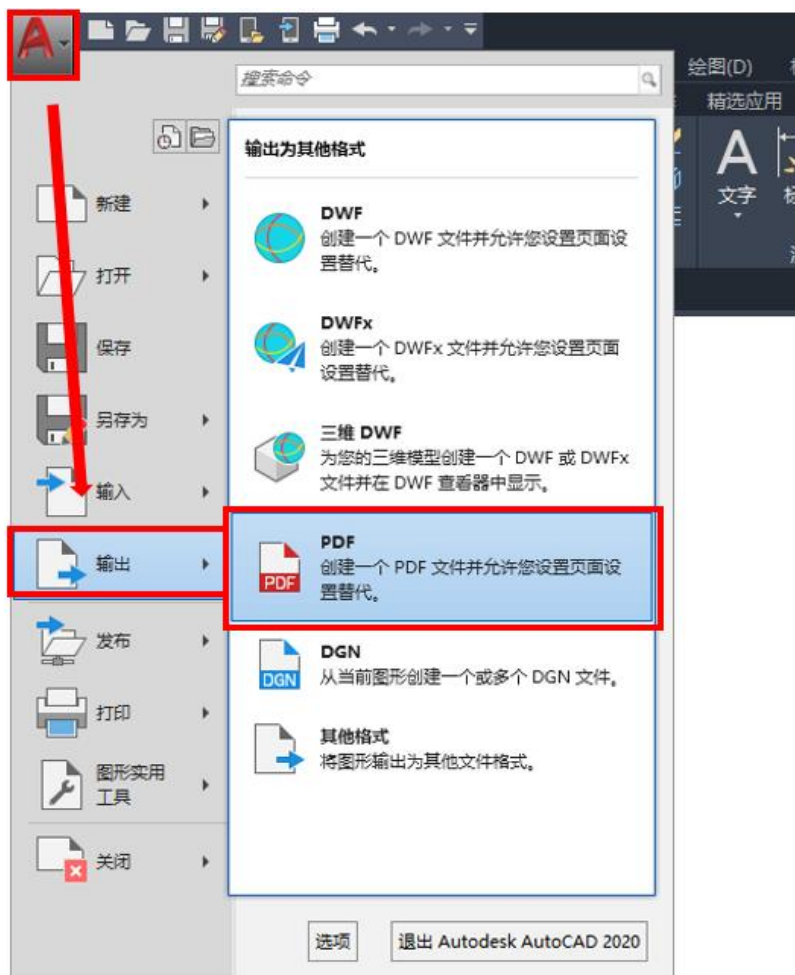 A
搜索命令
绘图(D)
精选应用
A
文字
输出为其他格式
新建
打开
保存
另存为
输入
输出
发布
打印
图形实用
工具
关闭
DWF
创建一个 DWF 文件并允许您设置页面设
置替代。
DWFx
创建一个 DWFx 文件并允许您设置页面
设置替代。
三维 DWF
为您的三维模型创建一个 DWF 或 DWFx
文件并在 DWF 查看器中显示。
PDF
PDF
创建一个 PDF 文件并允许您设置页面设
置替代。
DGN
DGN
从当前图形创建一个或多个 DGN 文件。
其他格式
将图形输出为其他文件格式。
选项
退出 Autodesk AutoCAD 2020